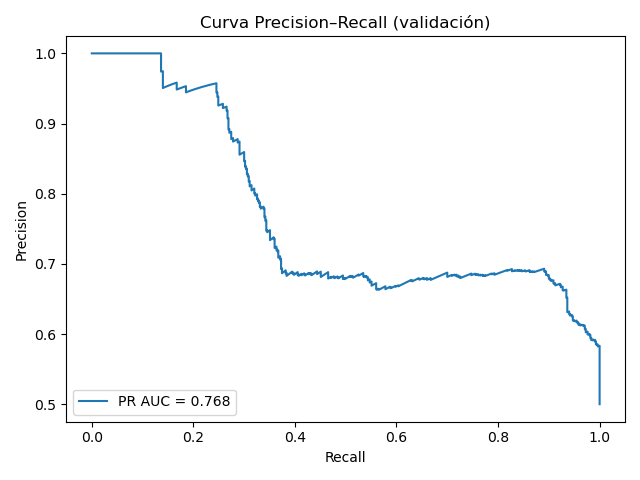 Curva Precision–Recall (validación)
1.0
0.9
0.8
0.7
0.6
0.5
Precision
PR AUC = 0.768
0.0 0.2 0.4 0.6 0.8 1.0
Recall